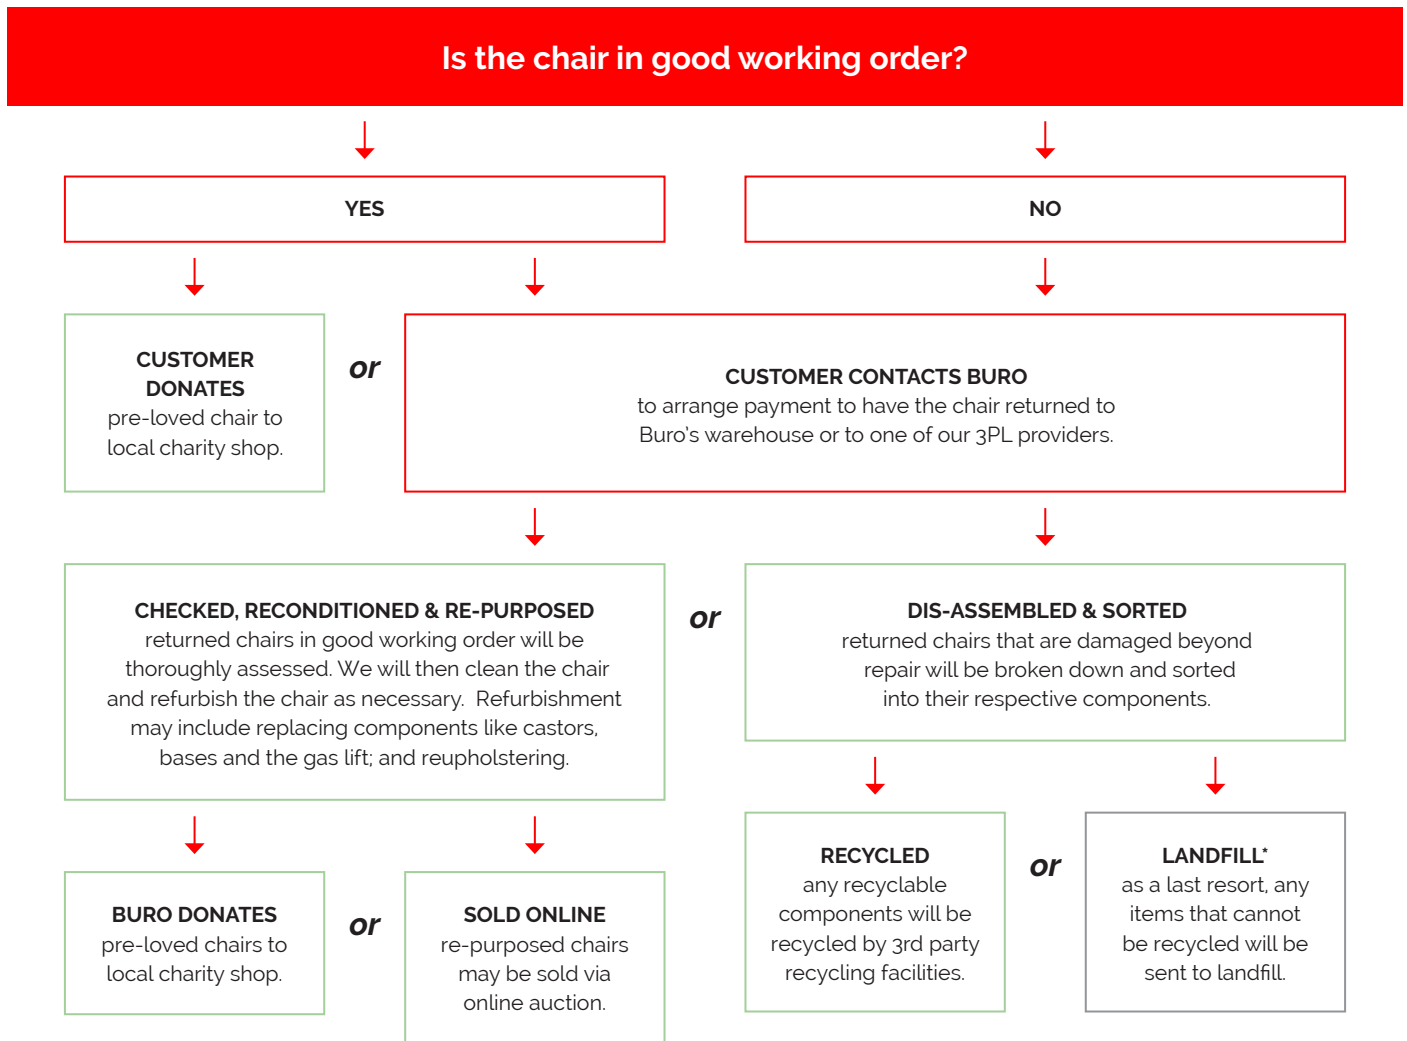 Is the chair in good working order?
YES
NO
CUSTOMER
DONATES
pre-loved chair to
local charity shop.
or
CUSTOMER CONTACTS BURO
to arrange payment to have the chair returned to
Buro's warehouse or to one of our 3PL providers.
CHECKED, RECONDITIONED & RE-PURPOSED
returned chairs in good working order will be
thoroughly assessed. We will then clean the chair
and refurbish the chair as necessary.  Refurbishment
may include replacing components like castors,
bases and the gas lift; and reupholstering.
or
DIS-ASSEMBLED & SORTED
returned chairs that are damaged beyond
repair will be broken down and sorted
into their respective components.
BURO DONATES
pre-loved chairs to
local charity shop.
or
SOLD ONLINE
re-purposed chairs
may be sold via
online auction.
RECYCLED
any recyclable
components will be
recycled by 3rd party
recycling facilities.
or
LANDFILL*
as a last resort, any
items that cannot
be recycled will be
sent to landfill.